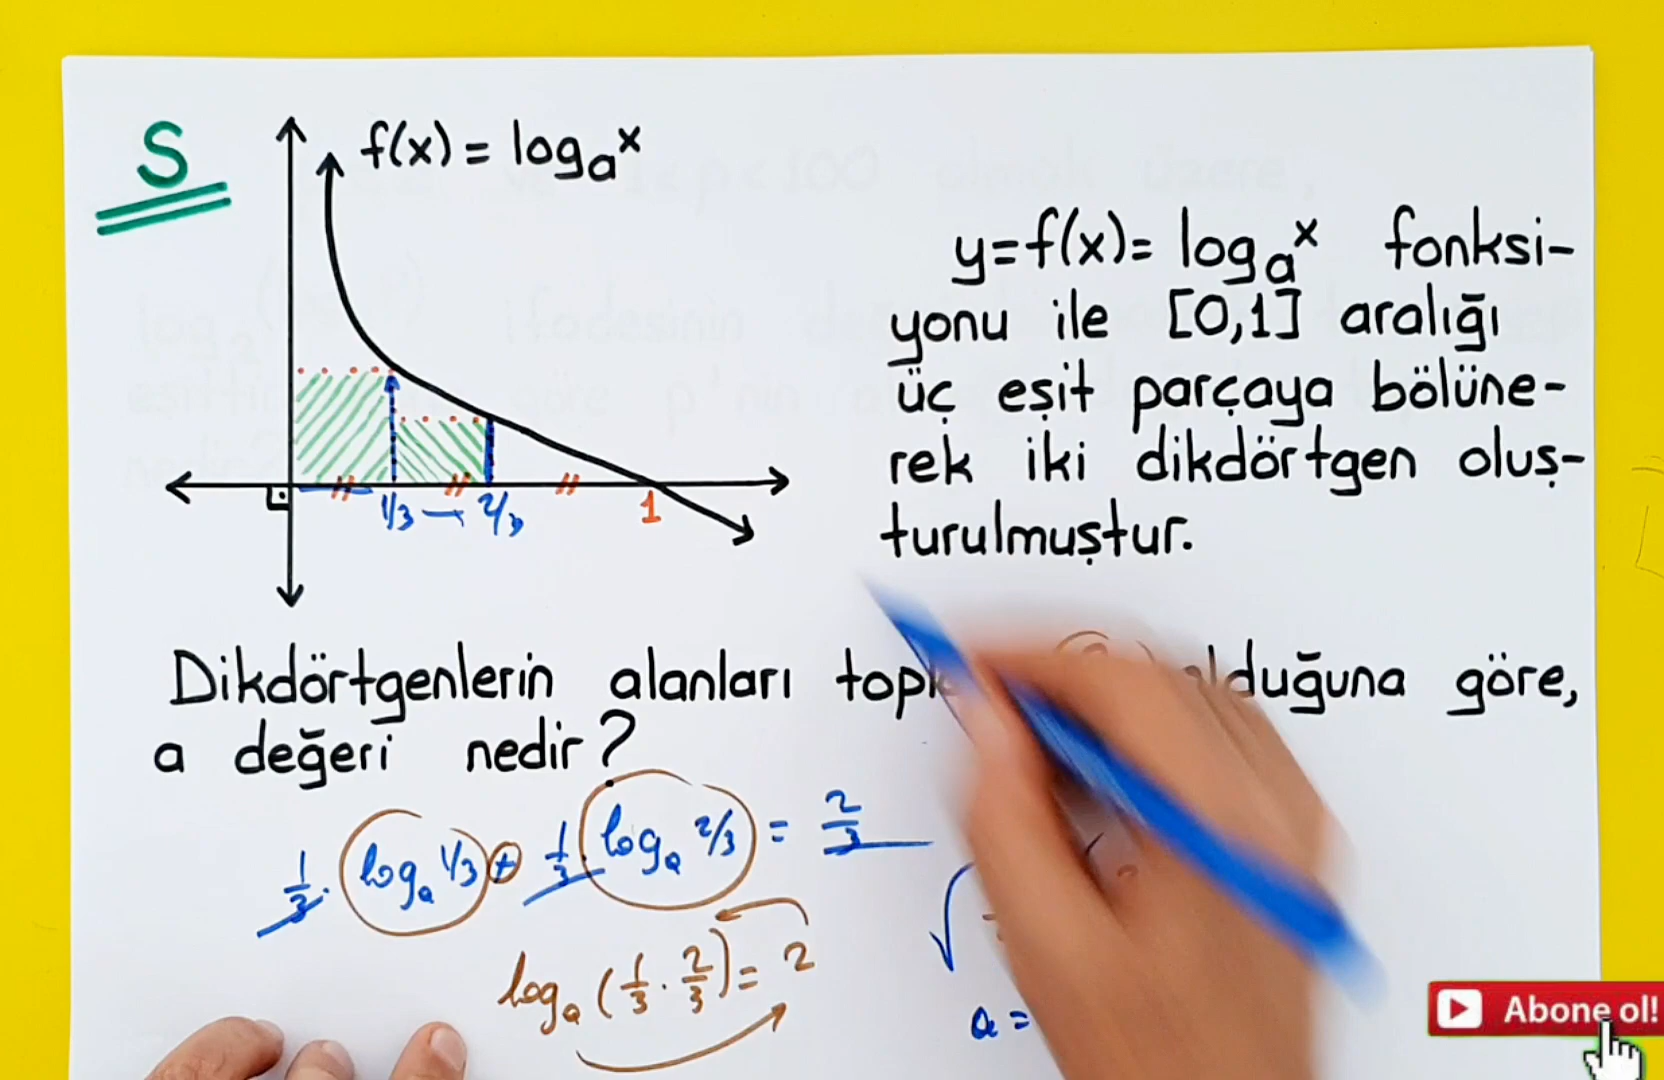 S
f(x) = logₐx
y=f(x)= logₐx fonksi-
yonu ile [0,1] aralığı
üç eşit parçaya bölüne-
rek iki dikdörtgen oluş-
turulmuştur.
1/3 2/3 1
Dikdörtgenlerin alanları olduğuna göre,
a değeri nedir?
1/3 . logₐ 1/3 + 1/3 . logₐ 2/3 = 2/3
logₐ (1/3 . 2/3) = 2
a =
Abone ol!